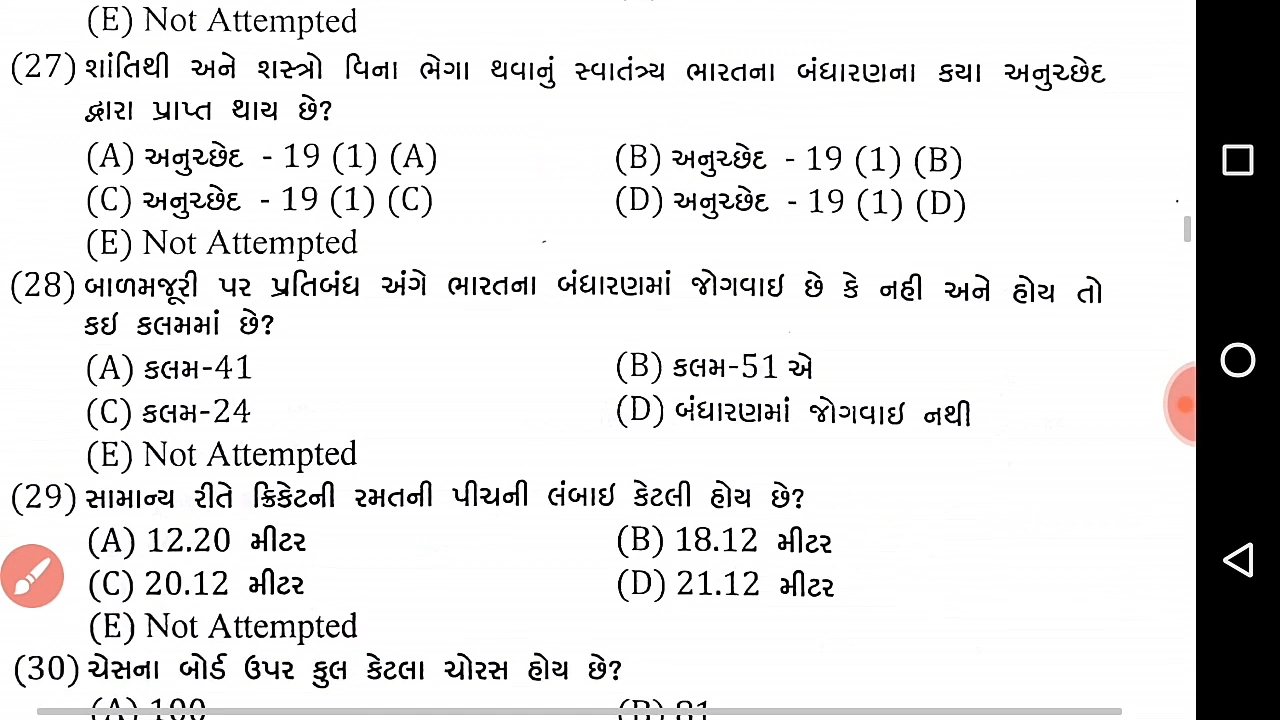 (E) Not Attempted
(27) શાંતિથી અને શસ્ત્રો વિના ભેગા થવાનું સ્વાતંત્ર્ય ભારતના બંધારણના કયા અનુચ્છેદ
દ્વારા પ્રાપ્ત થાય છે?
(A) અનુચ્છેદ - 19 (1) (A) (B) અનુચ્છેદ - 19 (1) (B)
(C) અનુચ્છેદ - 19 (1) (C) (D) અનુચ્છેદ - 19 (1) (D)
(E) Not Attempted
(28) બાળમજૂરી પર પ્રતિબંધ અંગે ભારતના બંધારણમાં જોગવાઈ છે કે નહી અને હોય તો
કઈ કલમમાં છે?
(A) કલમ-41 (B) કલમ-51 એ
(C) કલમ-24 (D) બંધારણમાં જોગવાઈ નથી
(E) Not Attempted
(29) સામાન્ય રીતે ક્રિકેટની રમતની પીચની લંબાઈ કેટલી હોય છે?
(A) 12.20 મીટર (B) 18.12 મીટર
(C) 20.12 મીટર (D) 21.12 મીટર
(E) Not Attempted
(30) ચેસના બોર્ડ ઉપર કુલ કેટલા ચોરસ હોય છે?
(A) 100 (B) 81